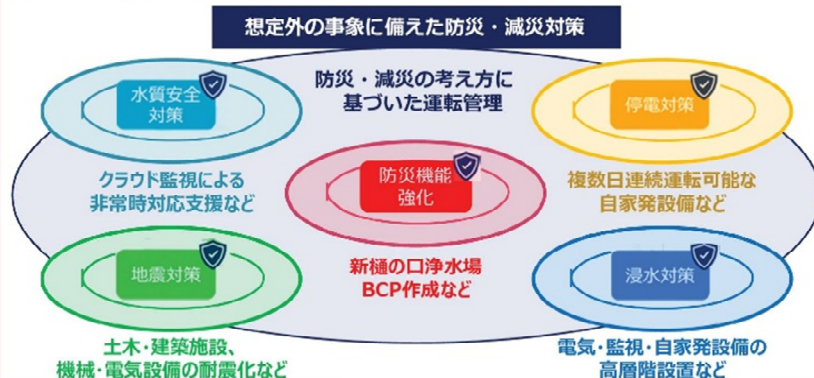 想定外の事象に備えた防災・減災対策
防災・減災の考え方に
基づいた運転管理
水質安全
対策
クラウド監視による
非常時対応支援など
停電対策
複数日連続運転可能な
自家発設備など
防災機能
強化
新樋の口浄水場
BCP作成など
地震対策
土木・建築施設、
機械・電気設備の耐震化など
浸水対策
電気・監視・自家発設備の
高層階設置など